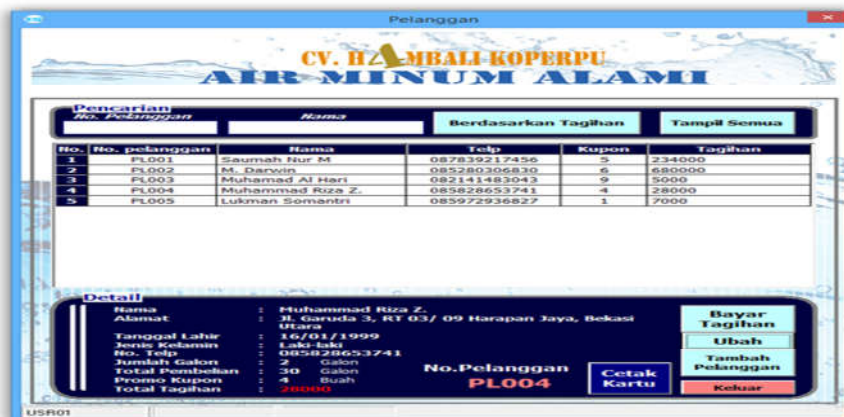 Pelanggan
CV. HAMBALI KOPERPU
AIR MINUM ALAMI
Pencarian
No. Pelanggan Nama Berdasarkan Tagihan Tampil Semua
No. No. pelanggan Nama Telp Kupon Tagihan
1 PL001 Saumah Nur M 087839217456 5 234000
2 PL002 M. Darwin 085280306830 6 680000
3 PL003 Muhamad Al Hari 082141483043 9 5000
4 PL004 Muhammad Riza Z. 085828653741 4 28000
5 PL005 Lukman Somantri 085972936827 1 7000
Detail
Nama : Muhammad Riza Z.
Alamat : Jl. Garuda 3, RT 03/ 09 Harapan Jaya, Bekasi
Utara
Tanggal Lahir : 16/01/1999
Jenis Kelamin : Laki-laki
No. Telp : 085828653741
Jumlah Galon : 2 Galon
Total Pembelian : 30 Galon
Promo Kupon : 4 Buah
Total Tagihan : 28000
No.Pelanggan
PL004
Cetak
Kartu
Bayar
Tagihan
Ubah
Tambah
Pelanggan
Keluar
USR01